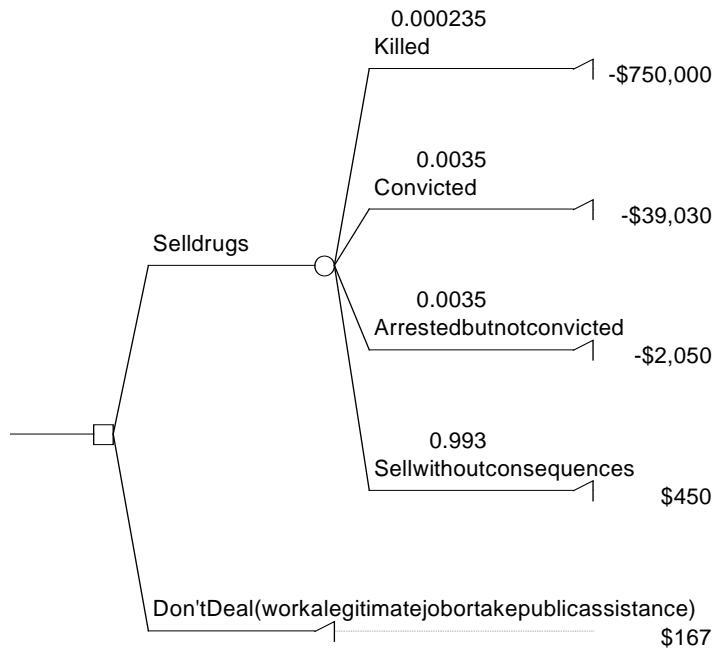 0.000235
Killed
-$750,000
0.0035
Convicted
-$39,030
Selldrugs
0.0035
Arrestedbutnotconvicted
-$2,050
0.993
Sellwithoutconsequences
$450
Don'tDeal(workalegitimatejobortakepublicassistance)
$167